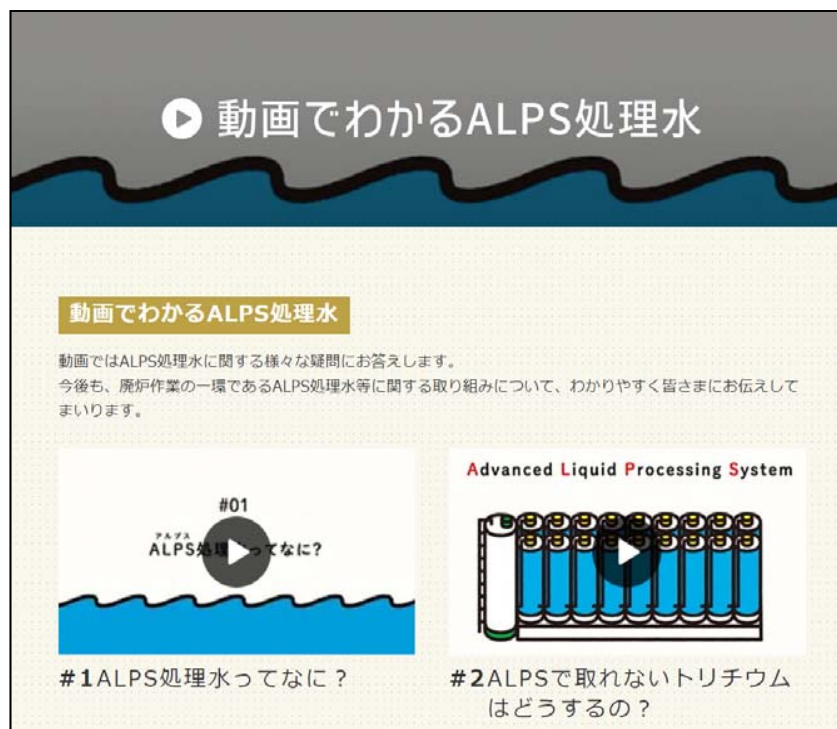 動画でわかるALPS処理水
動画でわかるALPS処理水
動画ではALPS処理水に関する様々な疑問にお答えします。
今後も、廃炉作業の一環であるALPS処理水等に関する取り組みについて、わかりやすく皆さまにお伝えして
まいります。
#01
アルプス
ALPS処理水ってなに?
#1ALPS処理水ってなに？
Advanced Liquid Processing System
#2ALPSで取れないトリチウム
はどうするの？